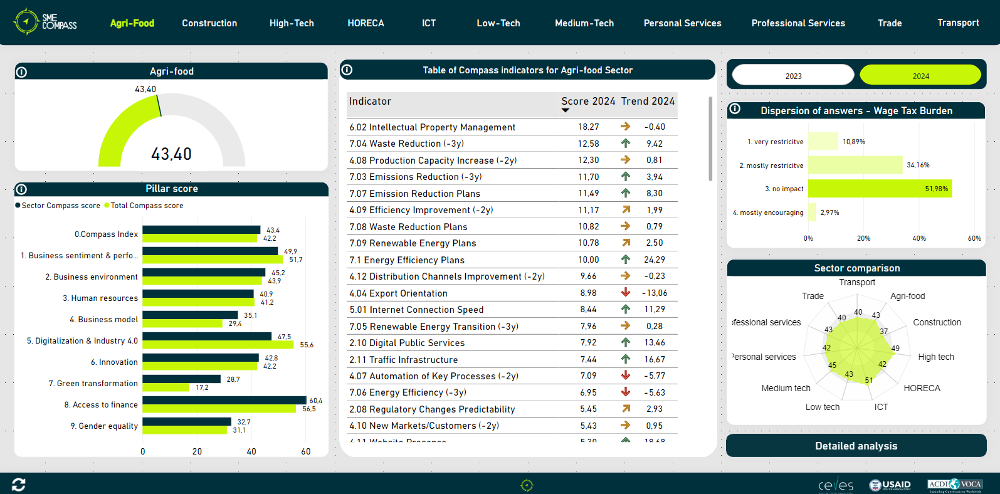 SME
COMPASS
Agri-Food
Construction
High-Tech
HORECA
ICT
Low-Tech
Medium-Tech
Personal Services
Professional Services
Trade
Transport
Agri-food
43,40
43,40
Pillar score
Sector Compass score
Total Compass score
0.Compass Index 43,4 42,2
1. Business sentiment & perfo... 49,9 51,7
2. Business environment 45,2 43,9
3. Human resources 40,9 41,2
4. Business model 35,1 29,4
5. Digitalization & Industry 4.0 47,5 55,6
6. Innovation 42,8 42,2
7. Green transformation 28,7 17,2
8. Access to finance 60,4 56,5
9. Gender equality 32,7 31,1
0 20 40 60
Table of Compass indicators for Agri-food Sector
Indicator Score 2024 Trend 2024
6.02 Intellectual Property Management 18,27 -0,40
7.04 Waste Reduction (-3y) 12,58 9,42
4.08 Production Capacity Increase (-2y) 12,30 0,81
7.03 Emissions Reduction (-3y) 11,70 3,94
7.07 Emission Reduction Plans 11,49 8,30
4.09 Efficiency Improvement (-2y) 11,17 1,99
7.08 Waste Reduction Plans 10,82 0,79
7.09 Renewable Energy Plans 10,78 2,50
7.1 Energy Efficiency Plans 10,00 24,29
4.12 Distribution Channels Improvement (-2y) 9,66 -0,23
4.04 Export Orientation 8,98 -13,06
5.01 Internet Connection Speed 8,44 11,29
7.05 Renewable Energy Transition (-3y) 7,96 0,28
2.10 Digital Public Services 7,92 13,46
2.11 Traffic Infrastructure 7,44 16,67
4.07 Automation of Key Processes (-2y) 7,09 -5,77
7.06 Energy Efficiency (-3y) 6,95 -5,63
2.08 Regulatory Changes Predictability 5,45 2,93
4.10 New Markets/Customers (-2y) 5,43 0,95
4.11 Website Presence 5,30 18,68
2023
2024
Dispersion of answers - Wage Tax Burden
1. very restricitve 10,89%
2. mostly restricitve 34,16%
3. no impact 51,98%
4. mostly encouraging 2,97%
0% 20% 40% 60%
Sector comparison
Transport
Trade
Agri-food
40
40
43
ofessional services
Construction
43
37
42
49
Personal services
High tech
45
42
43
51
Medium tech
HORECA
Low tech
ICT
Detailed analysis
ceves
USAID
FROM THE AMERICAN PEOPLE
ACDI VOCA
Expanding Opportunities Worldwide